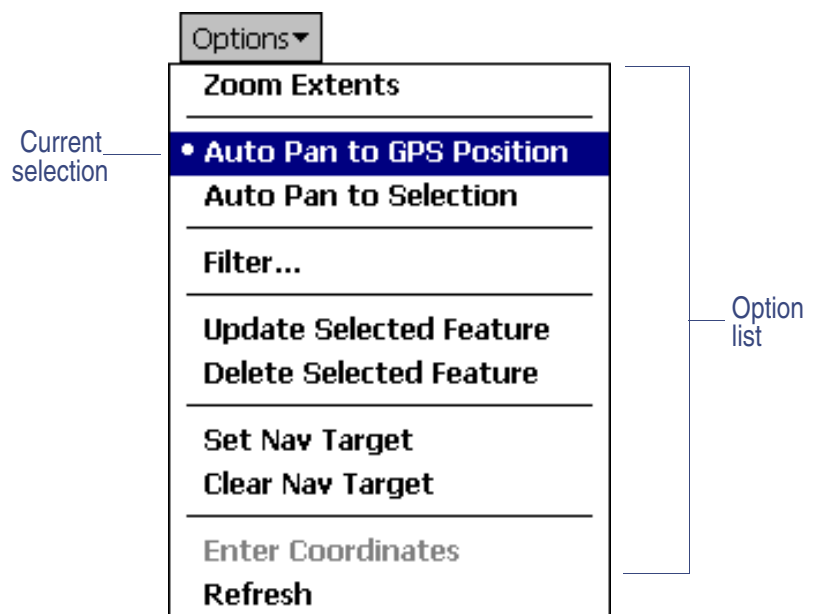 Options
Zoom Extents
Current
selection
Auto Pan to GPS Position
Auto Pan to Selection
Filter...
Option
list
Update Selected Feature
Delete Selected Feature
Set Nav Target
Clear Nav Target
Enter Coordinates
Refresh